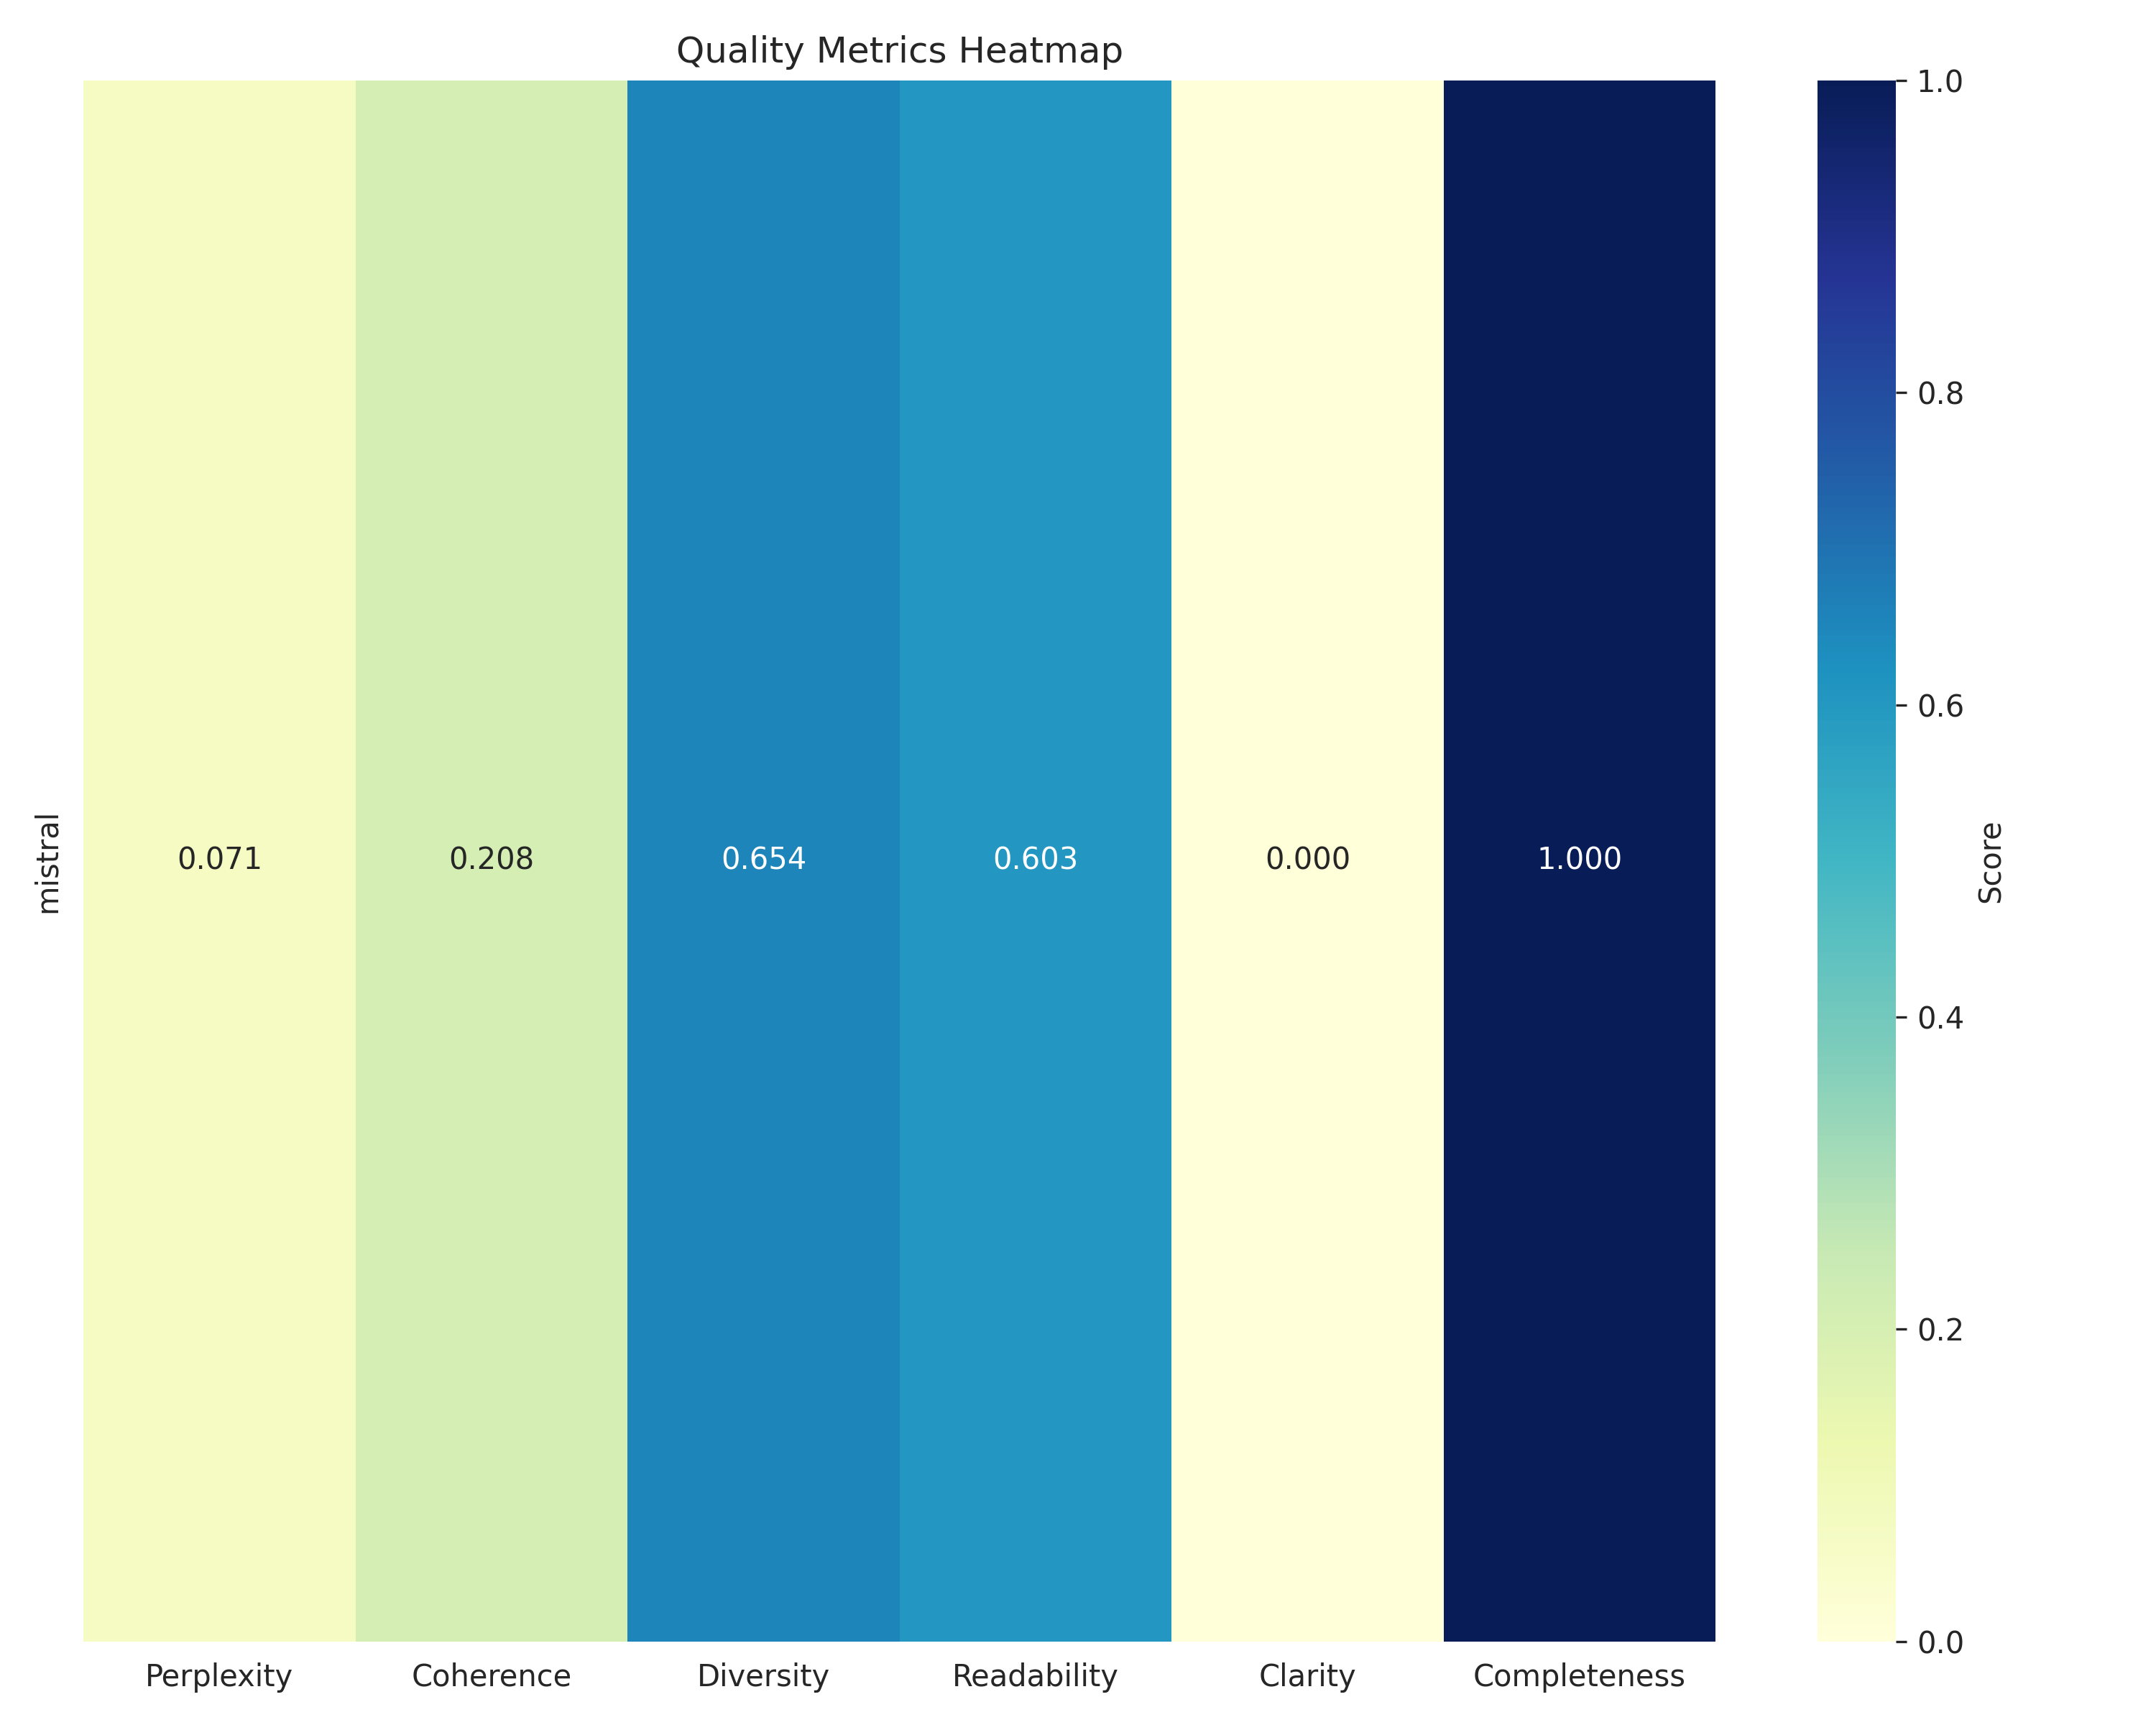 Quality Metrics Heatmap
mistral
0.071 0.208 0.654 0.603 0.000 1.000
Perplexity Coherence Diversity Readability Clarity Completeness
1.0
0.8
0.6
0.4
0.2
0.0
Score